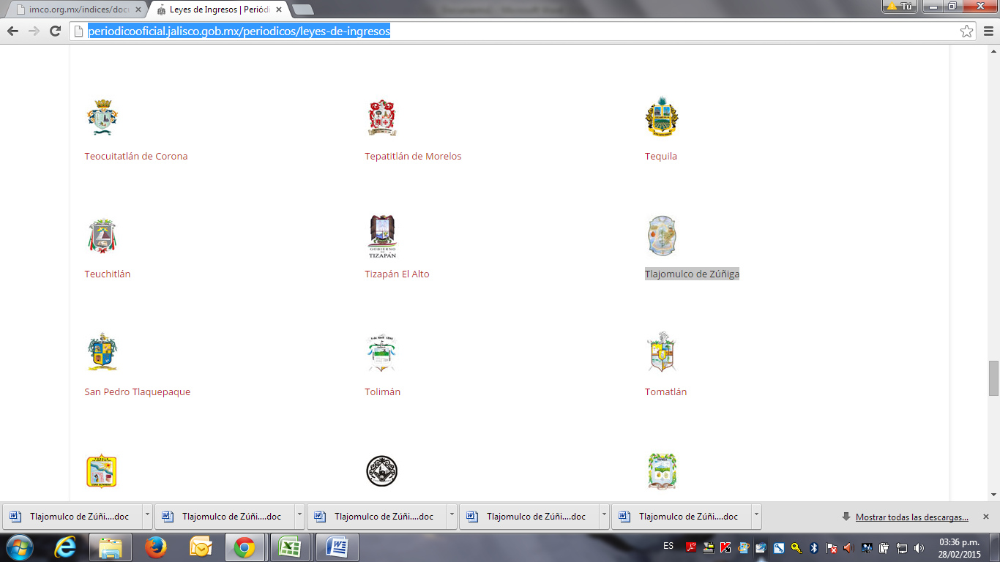 imco.org.mx/indices/docu
Leyes de Ingresos | Periódi
Tú
periodicooficial.jalisco.gob.mx/periodicos/leyes-de-ingresos
Teocuitatlán de Corona
Tepatitlán de Morelos
Tequila
GOBIERNO
DE
TIZAPÁN
Teuchitlán
Tizapán El Alto
Tlajomulco de Zúñiga
San Pedro Tlaquepaque
Tolimán
Tomatlán
Tlajomulco de Zúñi....doc
Tlajomulco de Zúñi....doc
Tlajomulco de Zúñi....doc
Tlajomulco de Zúñi....doc
Tlajomulco de Zúñi....doc
Mostrar todas las descargas...
ES
03:36 p.m.
28/02/2015